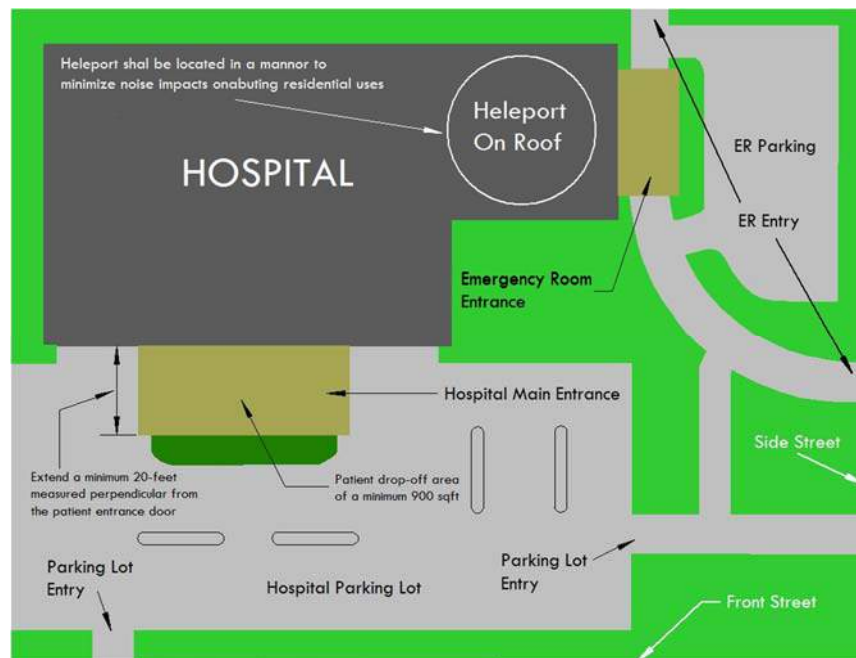 Heleport shal be located in a mannor to
minimize noise impacts onabuting residential uses
Heleport
On Roof
HOSPITAL
ER Parking
ER Entry
Emergency Room
Entrance
Hospital Main Entrance
Side Street
Extend a minimum 20-feet
measured perpendicular from
the patient entrance door
Patient drop-off area
of a minimum 900 sqft
Parking Lot
Entry
Hospital Parking Lot
Parking Lot
Entry
Front Street